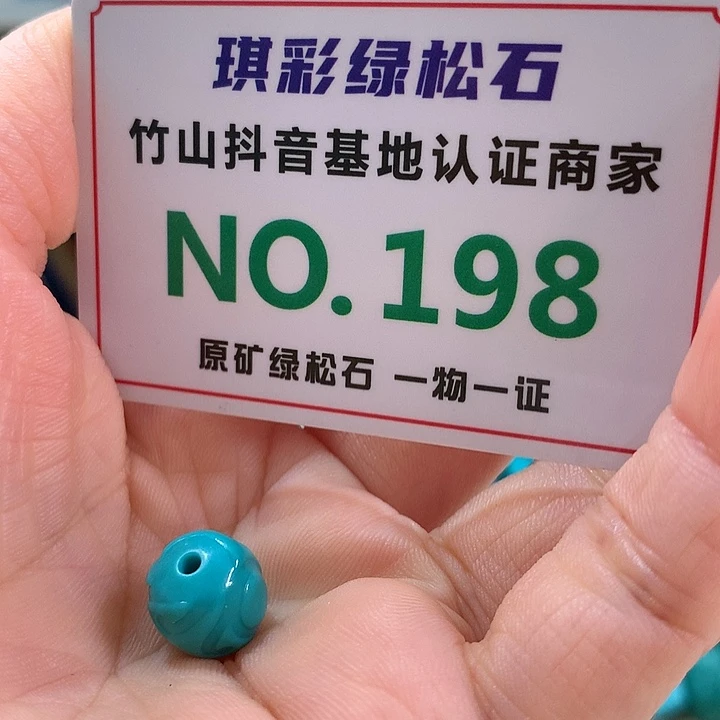 琪彩绿松石
竹山抖音基地认证商家
NO.198
原矿绿松石 一物一证